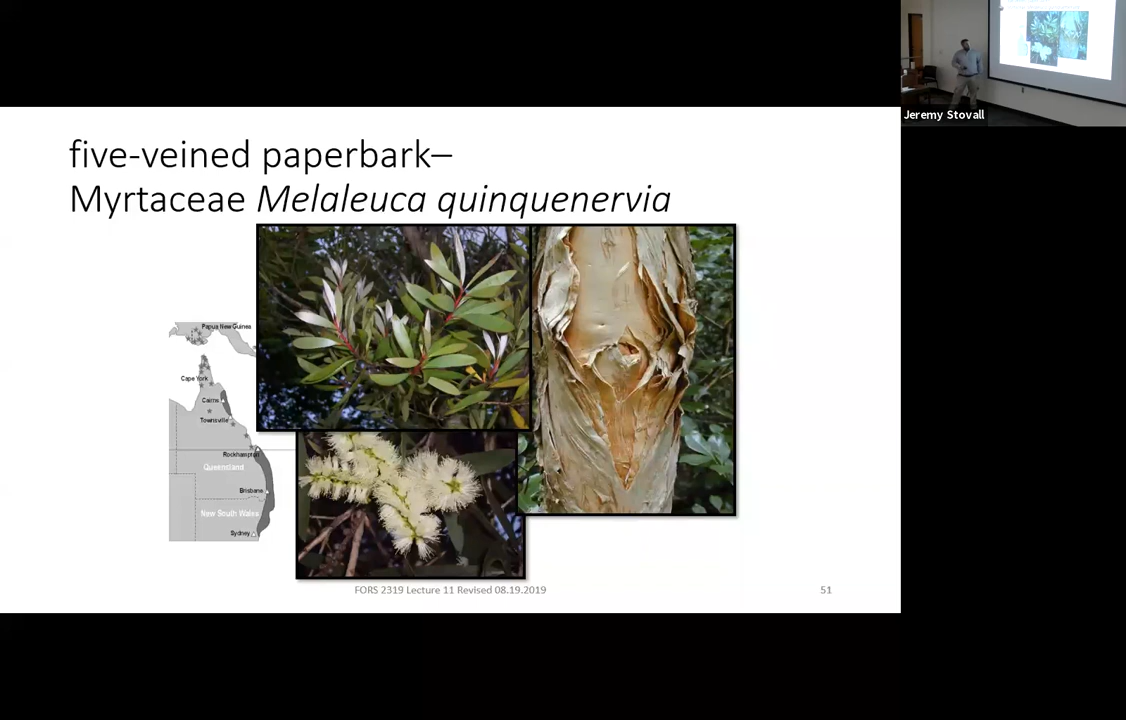 five-veined paperbark–
Myrtaceae Melaleuca quinquenervia
Papua New Guinea
Cape York
Cairns
Townsville
Rockhampton
Queensland
Brisbane
New South Wales
Sydney
FORS 2319 Lecture 11 Revised 08.19.2019
51
Jeremy Stovall